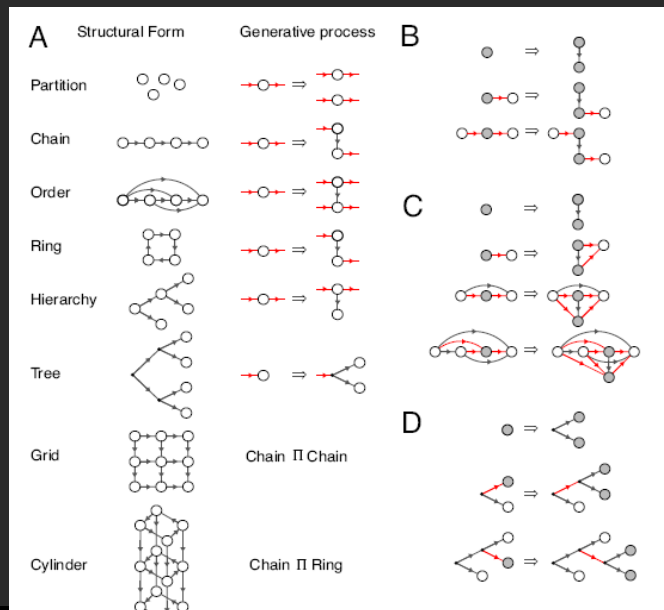 A
Structural Form
Generative process
Partition
Chain
Order
Ring
Hierarchy
Tree
Grid
Chain Π Chain
Cylinder
Chain Π Ring
B
C
D